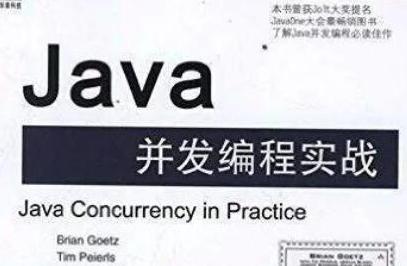 本书曾获Jolt大奖提名
JavaOne大会最畅销图书
了解Java并发编程必读佳作
Java
并发编程实战
Java Concurrency in Practice
Brian Goetz
Tim Peierls
BRIAN GOETZ